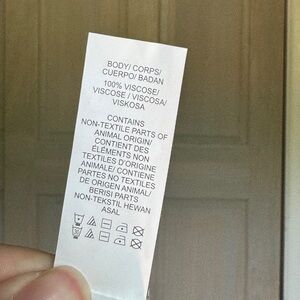 BODY/ CORPS/
CUERPO/ BADAN
100% VISCOSE/
VISCOSE / VISCOSA/
VISKOSA
CONTAINS
NON-TEXTILE PARTS OF
ANIMAL ORIGIN/
CONTIENT DES
ELÉMENTS NON
TEXTILES D'ORIGINE
ANIMALE/ CONTIENE
PARTES NO TEXTILES
DE ORIGEN ANIMAL/
BERISI PARTS
NON-TEKSTIL HEWAN
ASAL